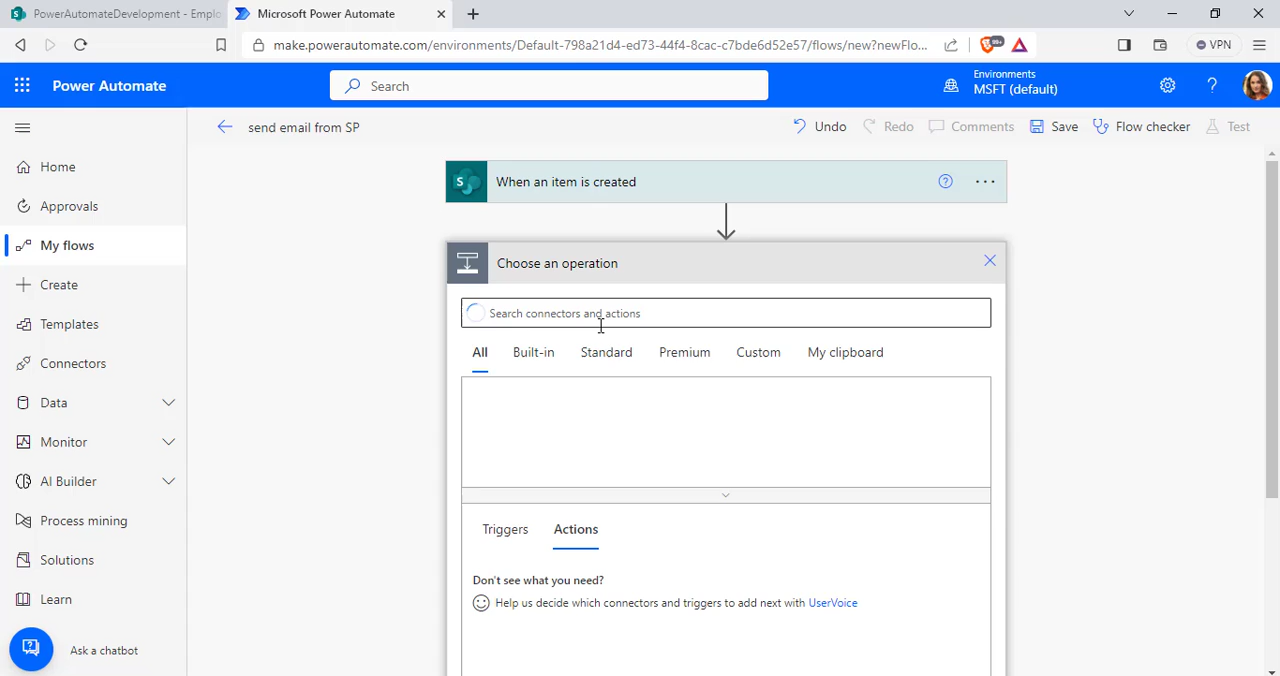 PowerAutomateDevelopment - Emplo
Microsoft Power Automate
make.powerautomate.com/environments/Default-798a21d4-ed73-44f4-8cac-c7bde6d52e57/flows/new?newFlo...
99+
VPN
Power Automate
Search
Environments
MSFT (default)
send email from SP
Undo
Redo
Comments
Save
Flow checker
Test
Home
Approvals
My flows
Create
Templates
Connectors
Data
Monitor
AI Builder
Process mining
Solutions
Learn
Ask a chatbot
When an item is created
Choose an operation
Search connectors and actions
All
Built-in
Standard
Premium
Custom
My clipboard
Triggers
Actions
Don't see what you need?
Help us decide which connectors and triggers to add next with UserVoice